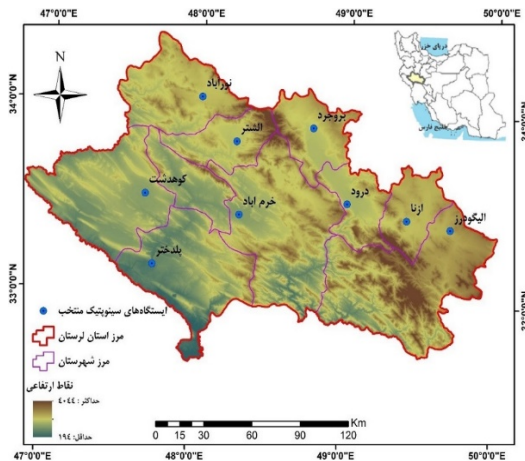 47°0'0"E 48°0'0"E 49°0'0"E 50°0'0"E
N
دریای خزر
خلیج فارس
34°0'0"N
33°0'0"N
نورآباد
الشتر
بروجرد
کوهدشت
خرم آباد
درود
ازنا
الیگودرز
پلدختر
ایستگاه‌های سینوپتیک منتخب
مرز استان لرستان
مرز شهرستان
نقاط ارتفاعی
حداکثر: ۴۰۴۴
حداقل: ۱۹۴
Km
0 15 30 60 90 120
47°0'0"E 48°0'0"E 49°0'0"E 50°0'0"E